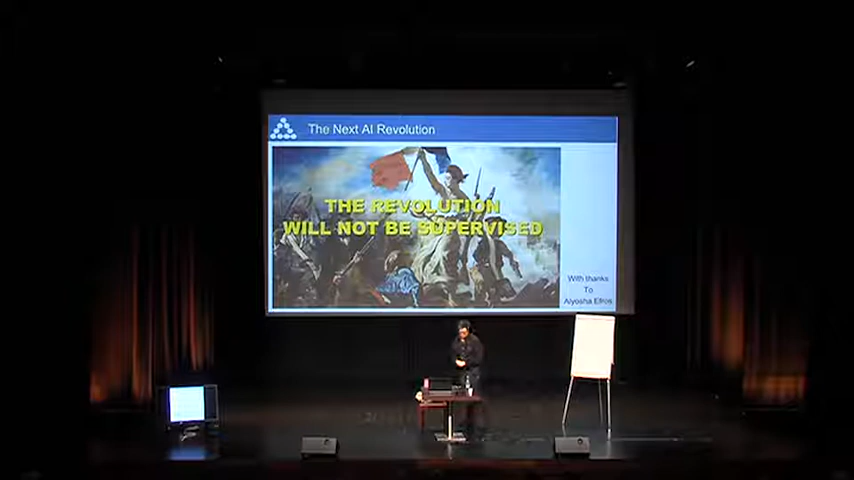 The Next AI Revolution
THE REVOLUTION
WILL NOT BE SUPERVISED
With thanks
To
Alyosha Efros